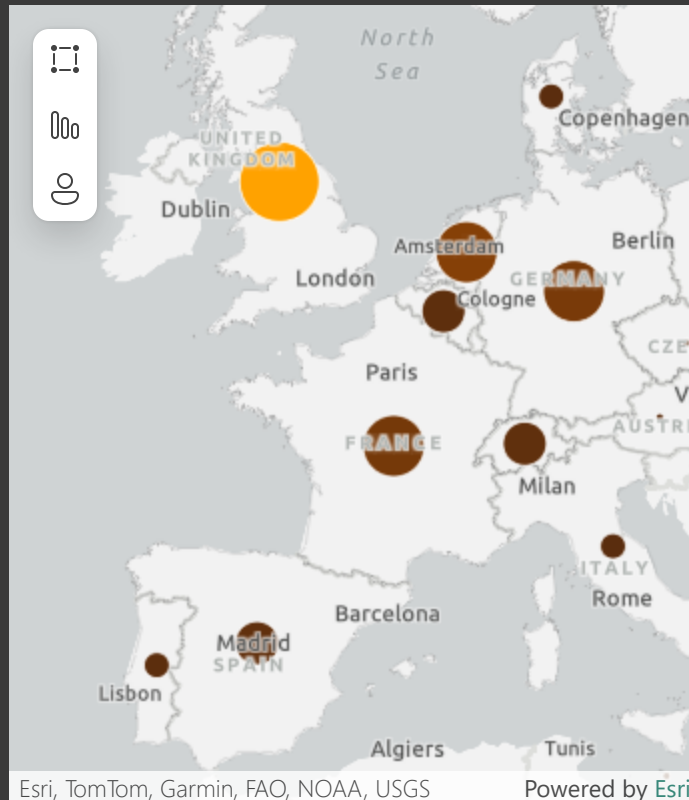 North
Sea
Copenhagen
UNITED
KINGDOM
Dublin
Berlin
Amsterdam
London
GERMANY
Cologne
CZE
Paris
V
AUSTRI
FRANCE
Milan
ITALY
Rome
Barcelona
Madrid
SPAIN
Lisbon
Algiers
Tunis
Esri, TomTom, Garmin, FAO, NOAA, USGS
Powered by Esri